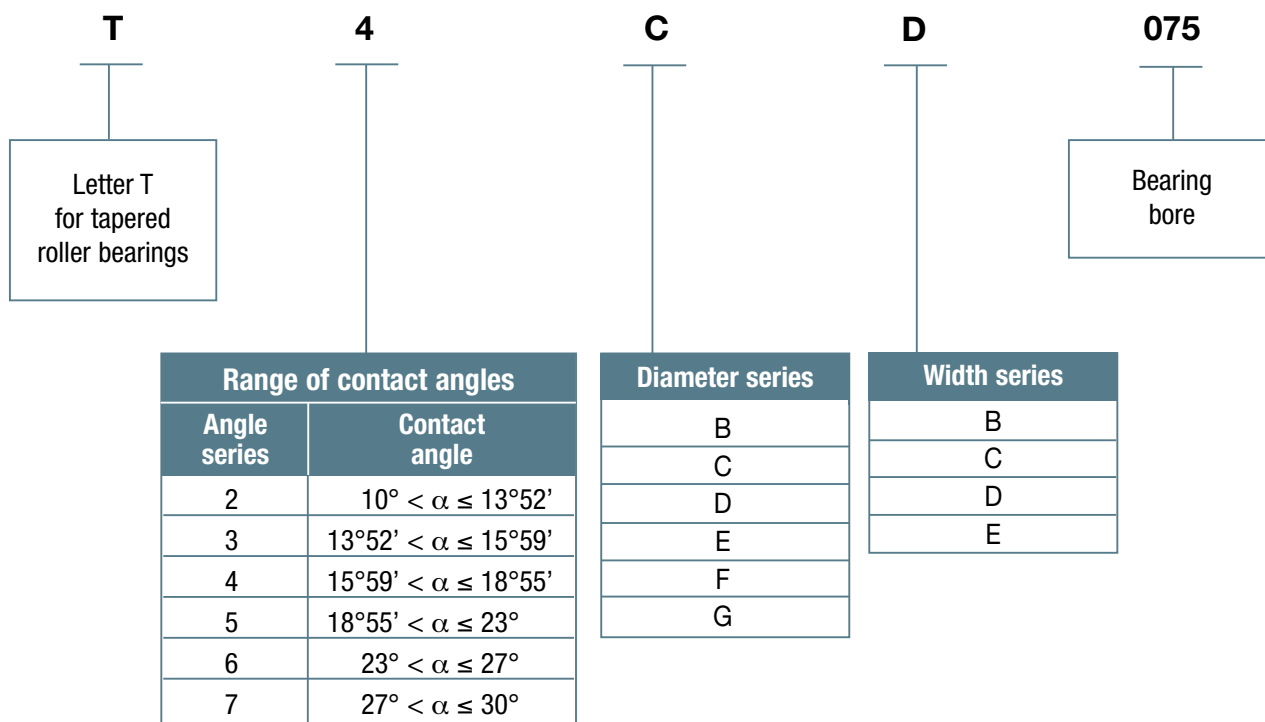 T 4 C D 075
Letter T
for tapered
roller bearings
Bearing
bore
Range of contact angles
Angle
series
Contact
angle
2 10° < α ≤ 13°52’
3 13°52’ < α ≤ 15°59’
4 15°59’ < α ≤ 18°55’
5 18°55’ < α ≤ 23°
6 23° < α ≤ 27°
7 27° < α ≤ 30°
Diameter series
B
C
D
E
F
G
Width series
B
C
D
E